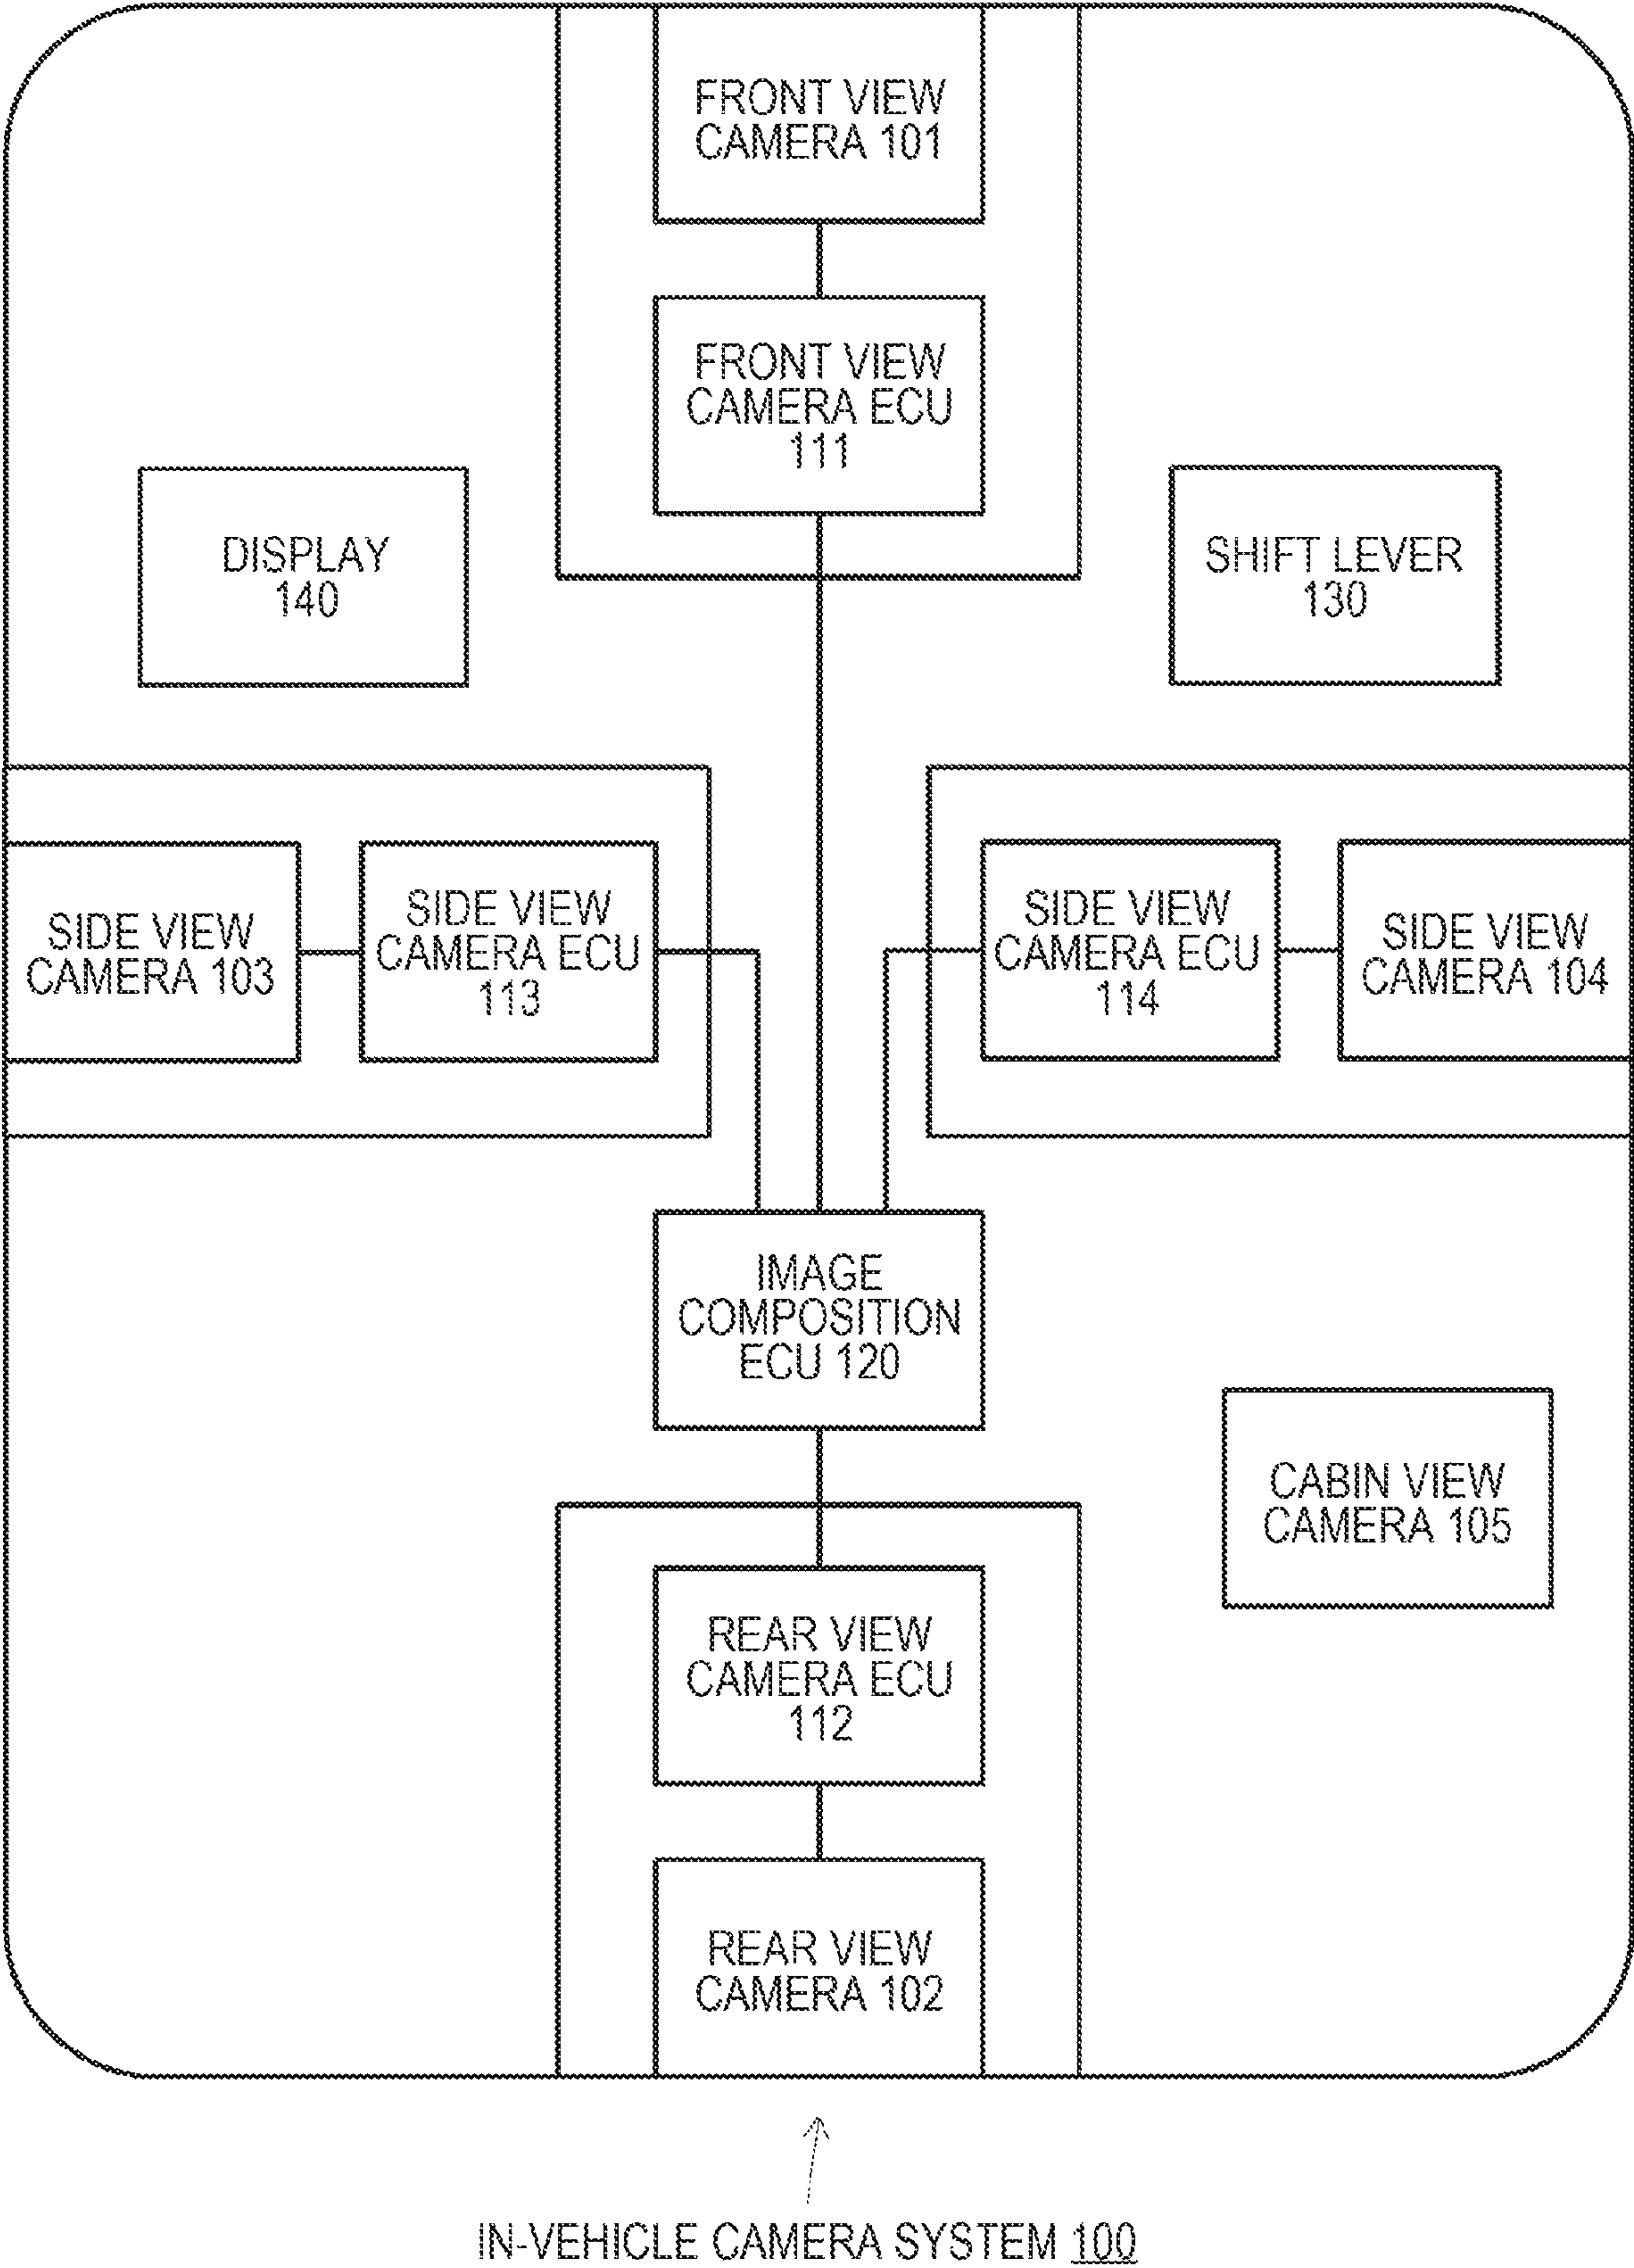 FRONT VIEW
CAMERA 101
FRONT VIEW
CAMERA ECU
111
DISPLAY
140
SHIFT LEVER
130
SIDE VIEW
CAMERA 103
SIDE VIEW
CAMERA ECU
113
SIDE VIEW
CAMERA ECU
114
SIDE VIEW
CAMERA 104
IMAGE
COMPOSITION
ECU 120
CABIN VIEW
CAMERA 105
REAR VIEW
CAMERA ECU
112
REAR VIEW
CAMERA 102
IN-VEHICLE CAMERA SYSTEM 100